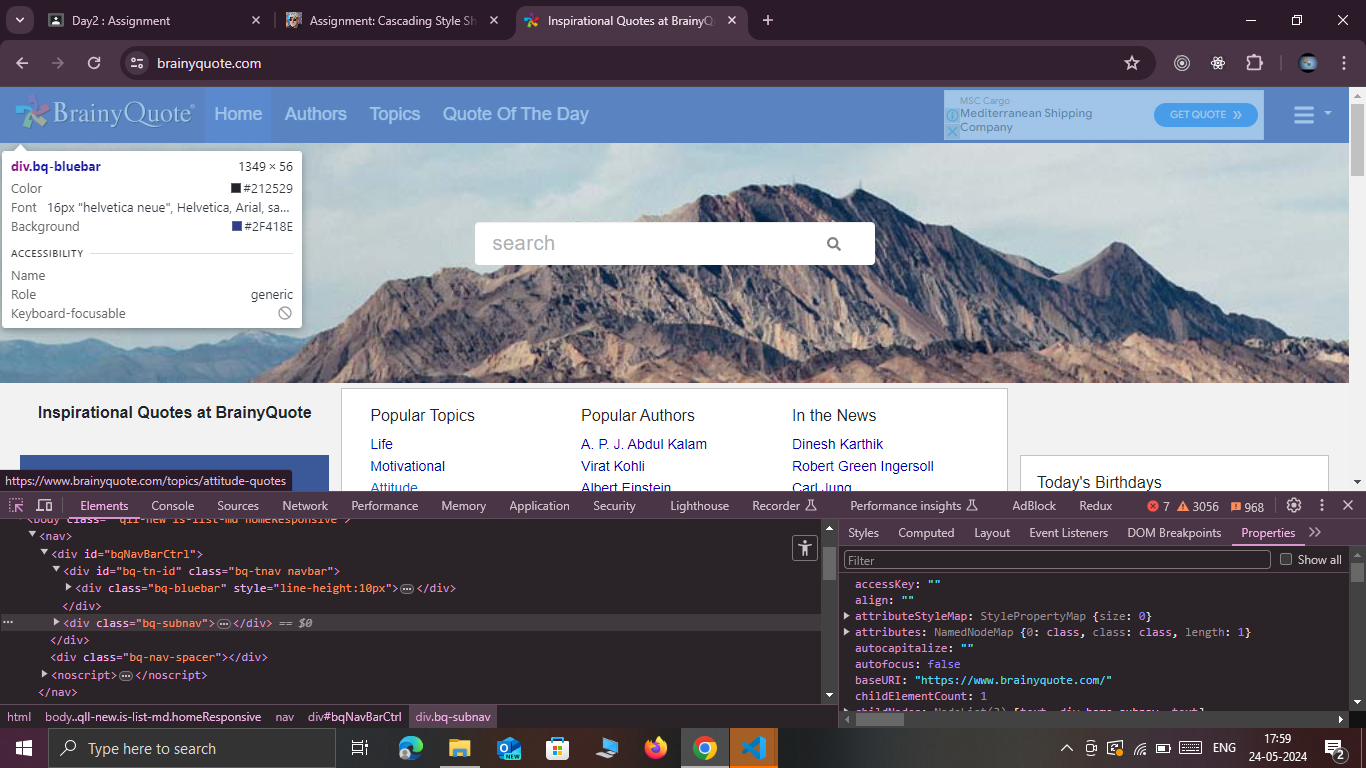 Day2 : Assignment
Assignment: Cascading Style Sh
Inspirational Quotes at BrainyQ
brainyquote.com
BrainyQuote
Home
Authors
Topics
Quote Of The Day
MSC Cargo
Mediterranean Shipping
Company
GET QUOTE »
div.bq-bluebar 1349 × 56
Color #212529
Font 16px "helvetica neue", Helvetica, Arial, sa...
Background #2F418E
ACCESSIBILITY
Name
Role generic
Keyboard-focusable
search
Inspirational Quotes at BrainyQuote
Popular Topics
Life
Motivational
Attitude
Popular Authors
A. P. J. Abdul Kalam
Virat Kohli
Albert Einstein
In the News
Dinesh Karthik
Robert Green Ingersoll
Carl Jung
Today's Birthdays
https://www.brainyquote.com/topics/attitude-quotes
Elements Console Sources Network Performance Memory Application Security Lighthouse Recorder Performance insights AdBlock Redux 7 3056 968
<body class="qll-new is-list-md homeResponsive">
<nav>
<div id="bqNavBarCtrl">
<div id="bq-tn-id" class="bq-tnav navbar">
<div class="bq-bluebar" style="line-height:10px">…</div>
</div>
<div class="bq-subnav">…</div> == $0
</div>
<div class="bq-nav-spacer"></div>
<noscript>…</noscript>
</nav>
html body..qll-new.is-list-md.homeResponsive nav div#bqNavBarCtrl div.bq-subnav
Styles Computed Layout Event Listeners DOM Breakpoints Properties »
Filter
Show all
accessKey: ""
align: ""
attributeStyleMap: StylePropertyMap {size: 0}
attributes: NamedNodeMap {0: class, class: class, length: 1}
autocapitalize: ""
autofocus: false
baseURI: "https://www.brainyquote.com/"
childElementCount: 1
childNodes: NodeList(3) [text, div.home-subnav, text]
Type here to search
NEW
ENG
17:59
24-05-2024
2